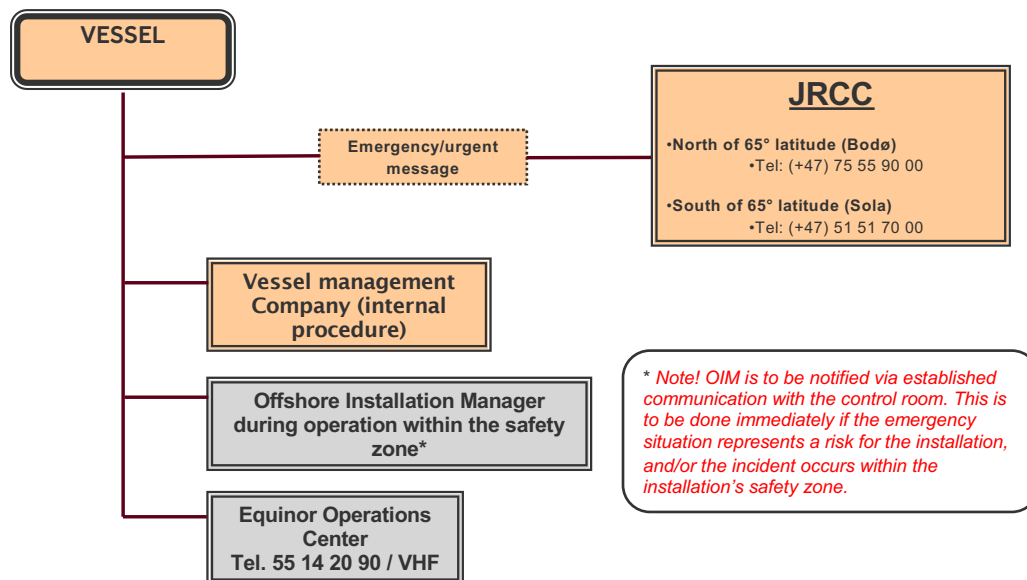 VESSEL
JRCC
Emergency/urgent
message
•North of 65° latitude (Bodø)
•Tel: (+47) 75 55 90 00
•South of 65° latitude (Sola)
•Tel: (+47) 51 51 70 00
Vessel management
Company (internal
procedure)
Offshore Installation Manager
during operation within the safety
zone*
* Note! OIM is to be notified via established
communication with the control room. This is
to be done immediately if the emergency
situation represents a risk for the installation,
and/or the incident occurs within the
installation's safety zone.
Equinor Operations
Center
Tel. 55 14 20 90 / VHF